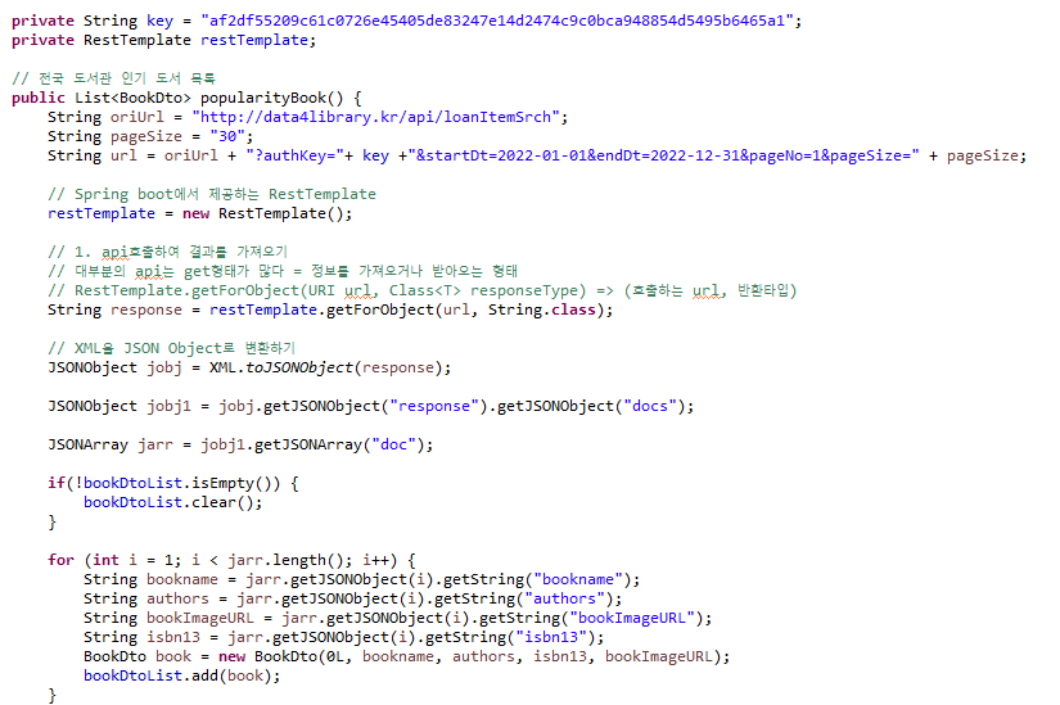 private String key = "af2df55209c61c0726e45405de83247e14d2474c9c0bca948854d5495b6465a1";
private RestTemplate restTemplate;
// 전국 도서관 인기 도서 목록
public List<BookDto> popularityBook() {
String oriUrl = "http://data4library.kr/api/loanItemSrch";
String pageSize = "30";
String url = oriUrl + "?authKey="+ key +"&startDt=2022-01-01&endDt=2022-12-31&pageNo=1&pageSize=" + pageSize;
// Spring boot에서 제공하는 RestTemplate
restTemplate = new RestTemplate();
// 1. api호출하여 결과를 가져오기
// 대부분의 api는 get형태가 많다 = 정보를 가져오거나 받아오는 형태
// RestTemplate.getForObject(URI url, Class<T> responseType) => (호출하는 url, 반환타입)
String response = restTemplate.getForObject(url, String.class);
// XML을 JSON Object로 변환하기
JSONObject jobj = XML.toJSONObject(response);
JSONObject jobj1 = jobj.getJSONObject("response").getJSONObject("docs");
JSONArray jarr = jobj1.getJSONArray("doc");
if(!bookDtoList.isEmpty()) {
bookDtoList.clear();
}
for (int i = 1; i < jarr.length(); i++) {
String bookname = jarr.getJSONObject(i).getString("bookname");
String authors = jarr.getJSONObject(i).getString("authors");
String bookImageURL = jarr.getJSONObject(i).getString("bookImageURL");
String isbn13 = jarr.getJSONObject(i).getString("isbn13");
BookDto book = new BookDto(0L, bookname, authors, isbn13, bookImageURL);
bookDtoList.add(book);
}